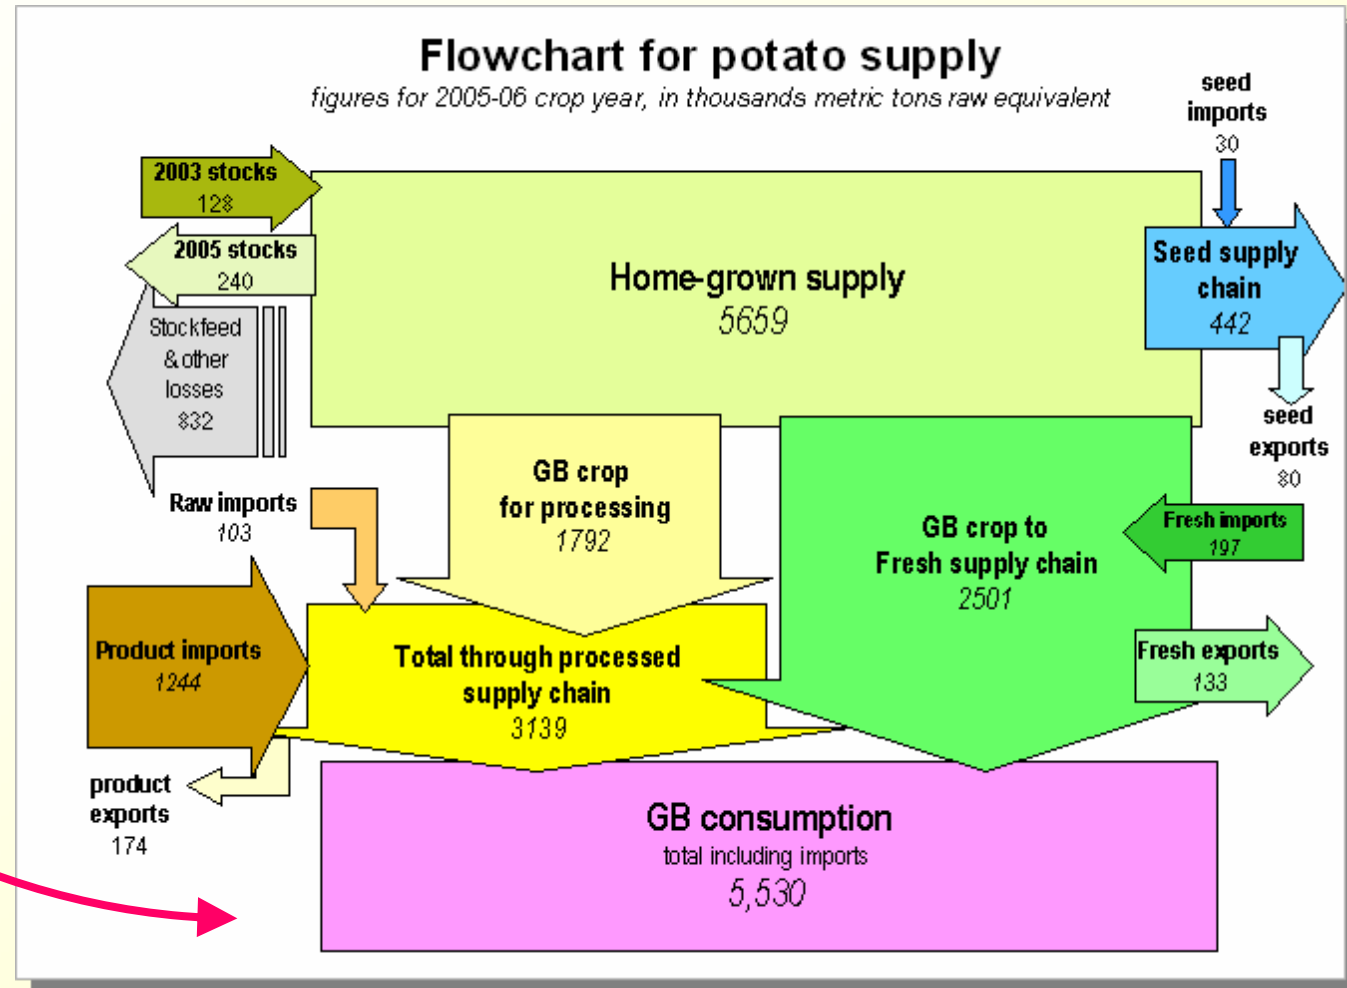 Flowchart for potato supply
figures for 2005-06 crop year, in thousands metric tons raw equivalent
seed
imports
30
2003 stocks
128
2005 stocks
240
Home-grown supply
5659
Seed supply
chain
442
Stockfeed
& other
losses
832
seed
exports
80
Raw imports
103
GB crop
for processing
1792
GB crop to
Fresh supply chain
2501
Fresh imports
197
Product imports
1244
Total through processed
supply chain
3139
Fresh exports
133
product
exports
174
GB consumption
total including imports
5,530